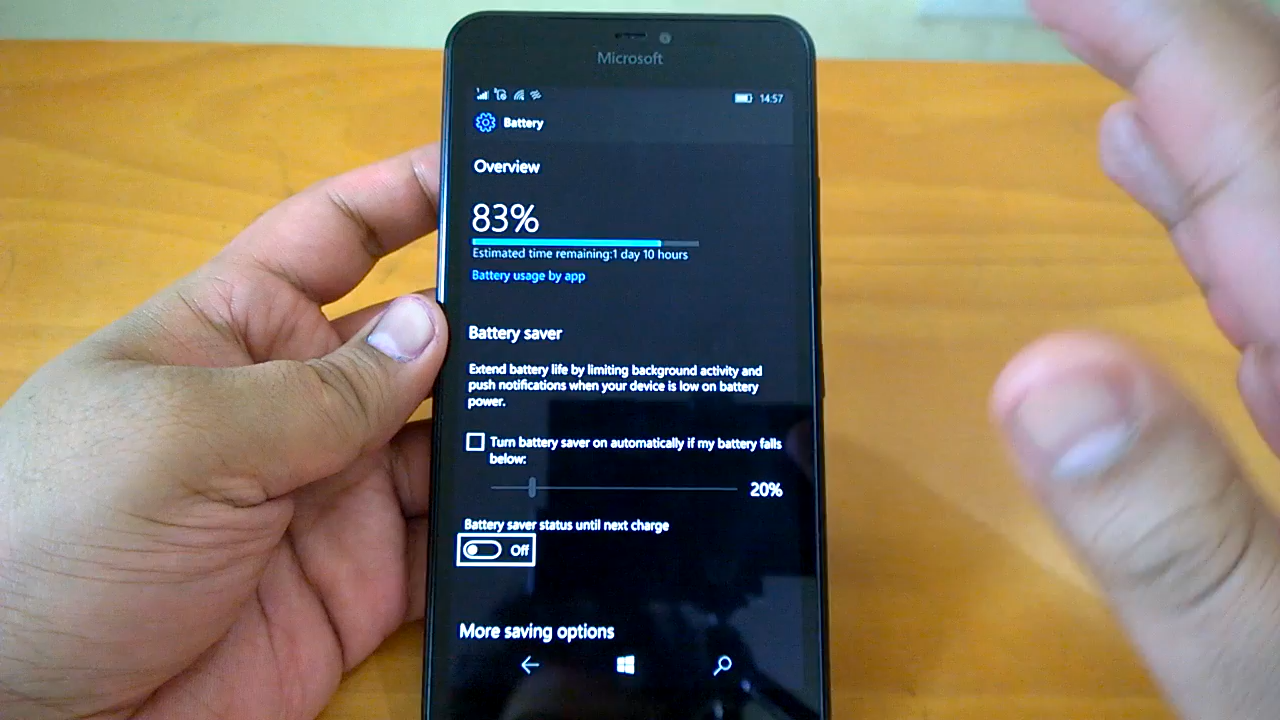 Microsoft
14:57
Battery
Overview
83%
Estimated time remaining:1 day 10 hours
Battery usage by app
Battery saver
Extend battery life by limiting background activity and
push notifications when your device is low on battery
power.
Turn battery saver on automatically if my battery falls
below:
20%
Battery saver status until next charge
Off
More saving options